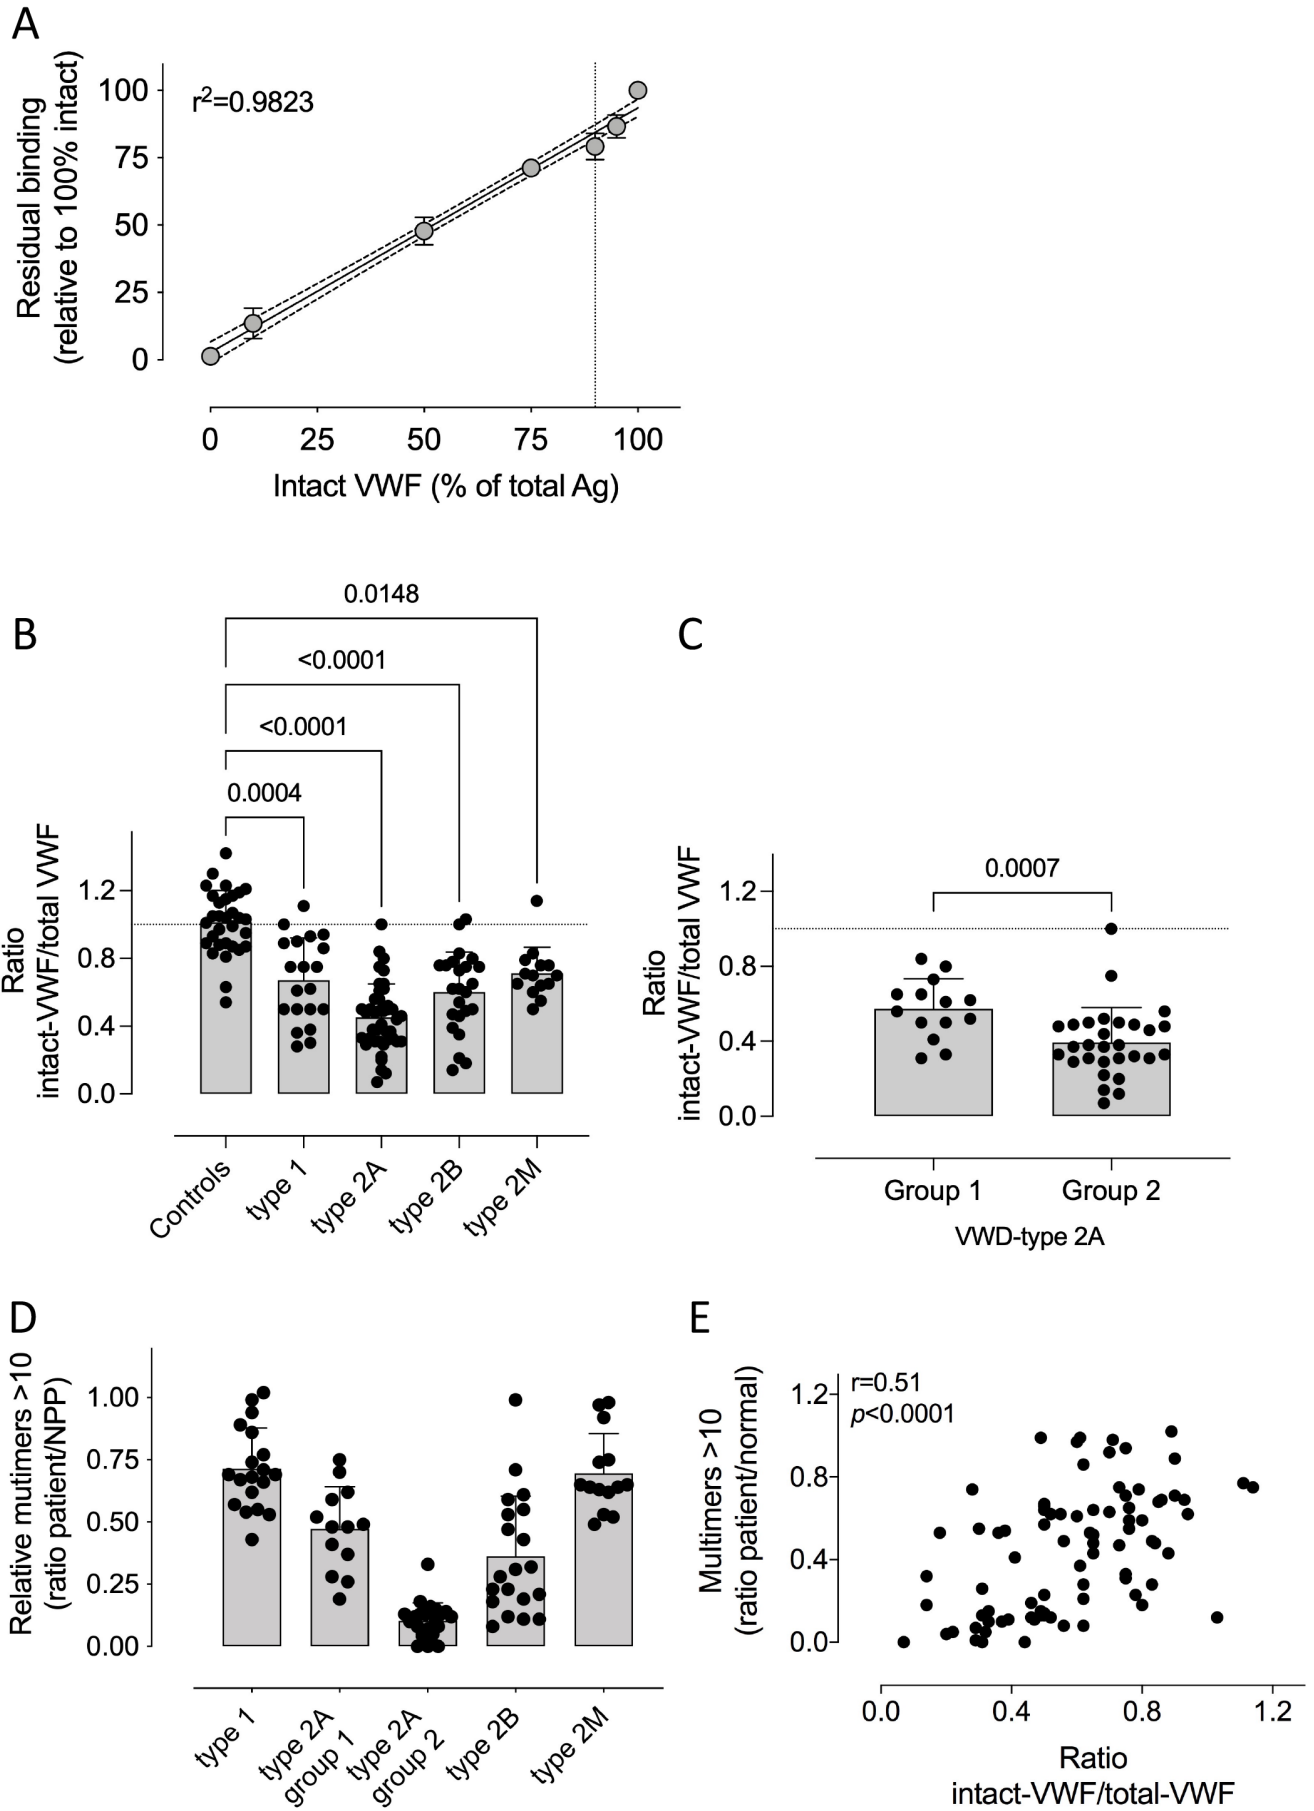 A
r²=0.9823
Residual binding
(relative to 100% intact)
100
75
50
25
0
0 25 50 75 100
Intact VWF (% of total Ag)
B
0.0148
<0.0001
<0.0001
0.0004
Ratio
intact-VWF/total VWF
1.2
0.8
0.4
0.0
Controls
type 1
type 2A
type 2B
type 2M
C
0.0007
Ratio
intact-VWF/total VWF
1.2
0.8
0.4
0.0
Group 1 Group 2
VWD-type 2A
D
Relative mutimers >10
(ratio patient/NPP)
1.00
0.75
0.50
0.25
0.00
type 1
type 2A
group 1
type 2A
group 2
type 2B
type 2M
E
r=0.51
p<0.0001
Multimers >10
(ratio patient/normal)
1.2
0.8
0.4
0.0
0.0 0.4 0.8 1.2
Ratio
intact-VWF/total-VWF